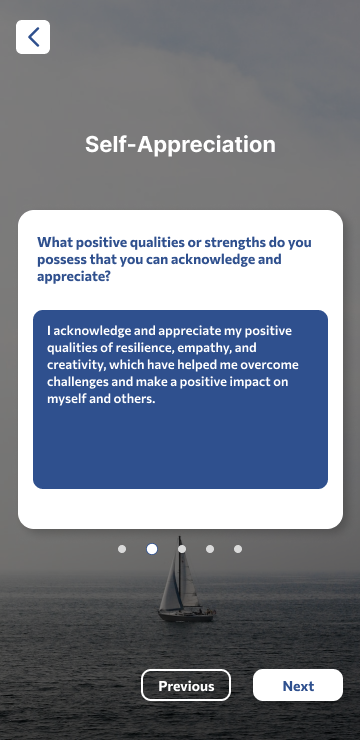 Self-Appreciation
What positive qualities or strengths do you
possess that you can acknowledge and
appreciate?
I acknowledge and appreciate my positive
qualities of resilience, empathy, and
creativity, which have helped me overcome
challenges and make a positive impact on
myself and others.
Previous
Next